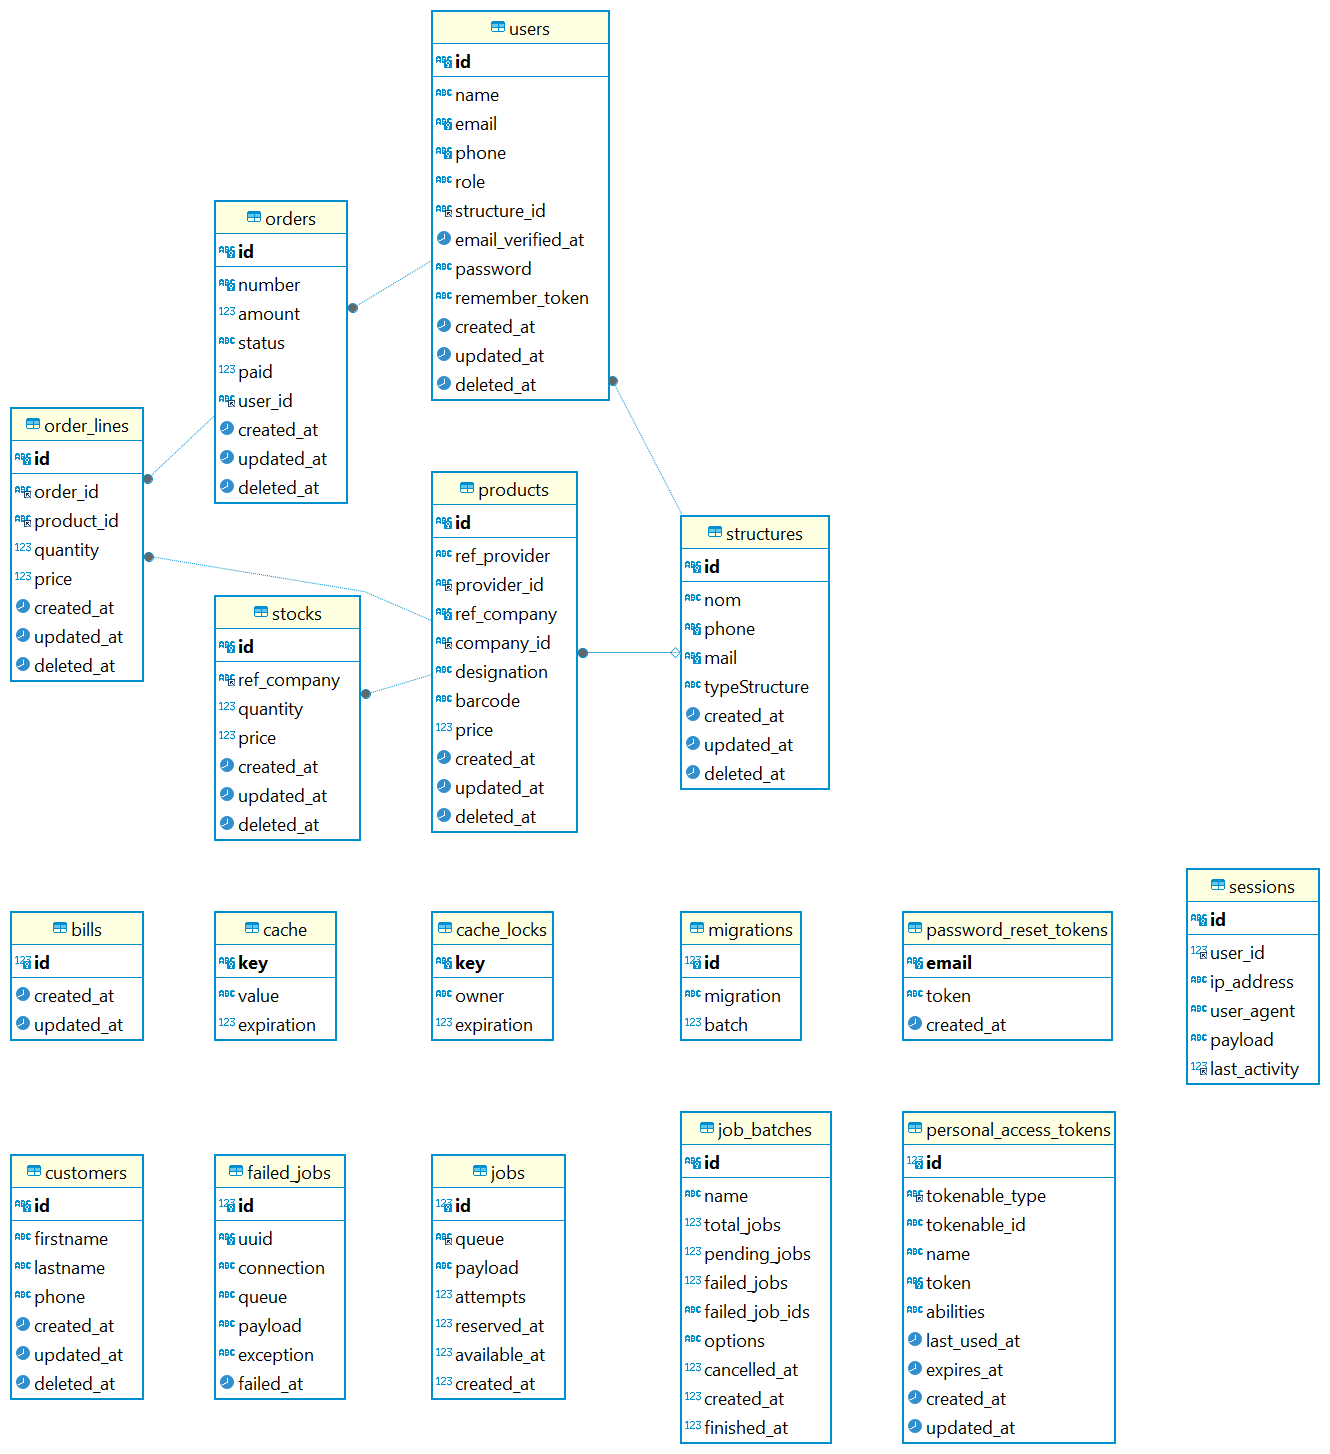 users
id
name
email
phone
role
structure_id
email_verified_at
password
remember_token
created_at
updated_at
deleted_at
orders
id
number
amount
status
paid
user_id
created_at
updated_at
deleted_at
order_lines
id
order_id
product_id
quantity
price
created_at
updated_at
deleted_at
products
id
ref_provider
provider_id
ref_company
company_id
designation
barcode
price
created_at
updated_at
deleted_at
structures
id
nom
phone
mail
typeStructure
created_at
updated_at
deleted_at
stocks
id
ref_company
quantity
price
created_at
updated_at
deleted_at
bills
id
created_at
updated_at
cache
key
value
expiration
cache_locks
key
owner
expiration
migrations
id
migration
batch
password_reset_tokens
email
token
created_at
sessions
id
user_id
ip_address
user_agent
payload
last_activity
customers
id
firstname
lastname
phone
created_at
updated_at
deleted_at
failed_jobs
id
uuid
connection
queue
payload
exception
failed_at
jobs
id
queue
payload
attempts
reserved_at
available_at
created_at
job_batches
id
name
total_jobs
pending_jobs
failed_jobs
failed_job_ids
options
cancelled_at
created_at
finished_at
personal_access_tokens
id
tokenable_type
tokenable_id
name
token
abilities
last_used_at
expires_at
created_at
updated_at